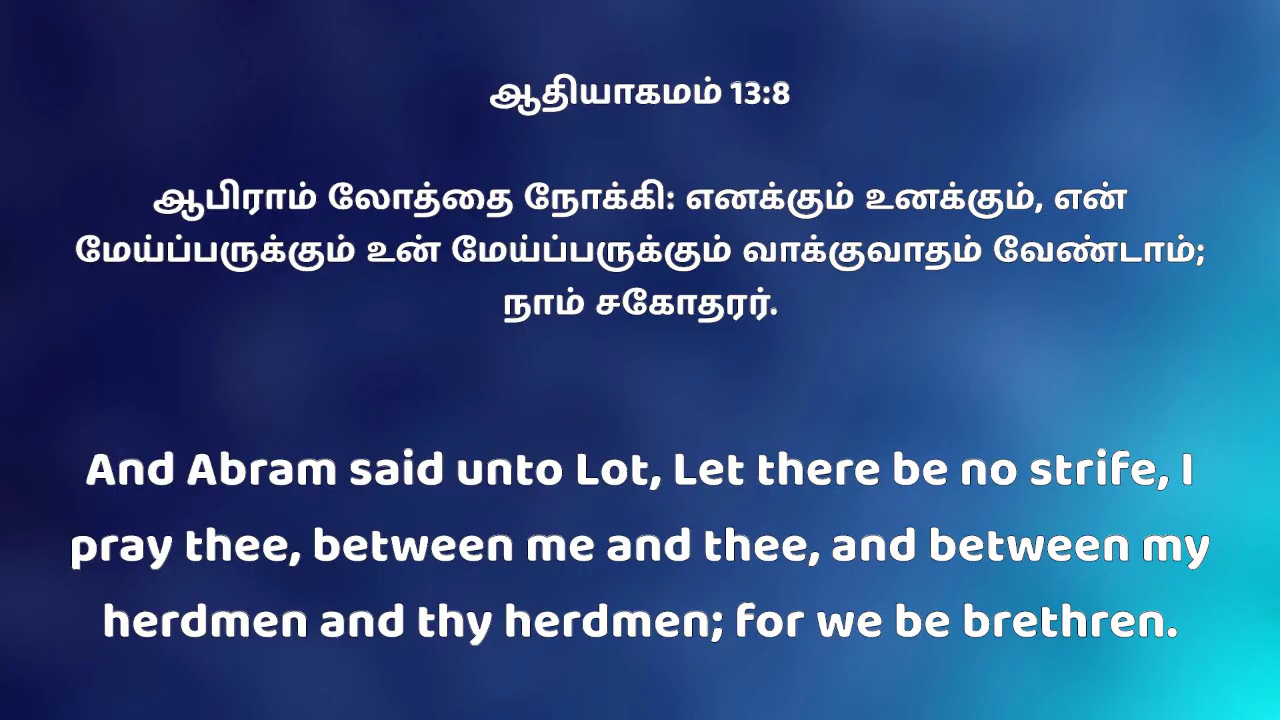 ஆதியாகமம் 13:8
ஆபிராம் லோத்தை நோக்கி: எனக்கும் உனக்கும், என்
மேய்ப்பருக்கும் உன் மேய்ப்பருக்கும் வாக்குவாதம் வேண்டாம்;
நாம் சகோதரர்.
And Abram said unto Lot, Let there be no strife, I
pray thee, between me and thee, and between my
herdmen and thy herdmen; for we be brethren.